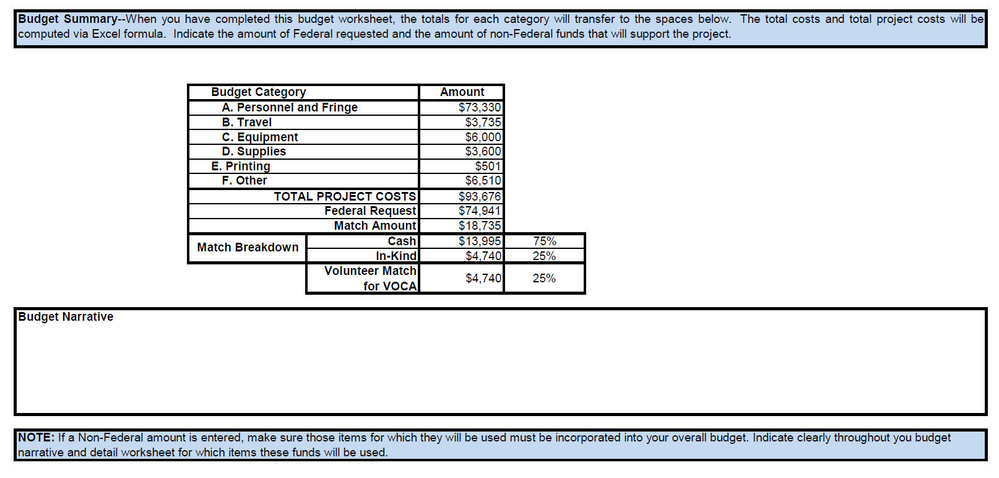 Budget Summary--When you have completed this budget worksheet, the totals for each category will transfer to the spaces below.  The total costs and total project costs will be
computed via Excel formula.  Indicate the amount of Federal requested and the amount of non-Federal funds that will support the project.
Budget Category Amount
A. Personnel and Fringe $73,330
B. Travel $3,735
C. Equipment $6,000
D. Supplies $3,600
E. Printing $501
F. Other $6,510
TOTAL PROJECT COSTS $93,676
Federal Request $74,941
Match Amount $18,735
Match Breakdown
Cash $13,995 75%
In-Kind $4,740 25%
Volunteer Match
for VOCA
$4,740 25%
Budget Narrative
NOTE: If a Non-Federal amount is entered, make sure those items for which they will be used must be incorporated into your overall budget. Indicate clearly throughout you budget
narrative and detail worksheet for which items these funds will be used.